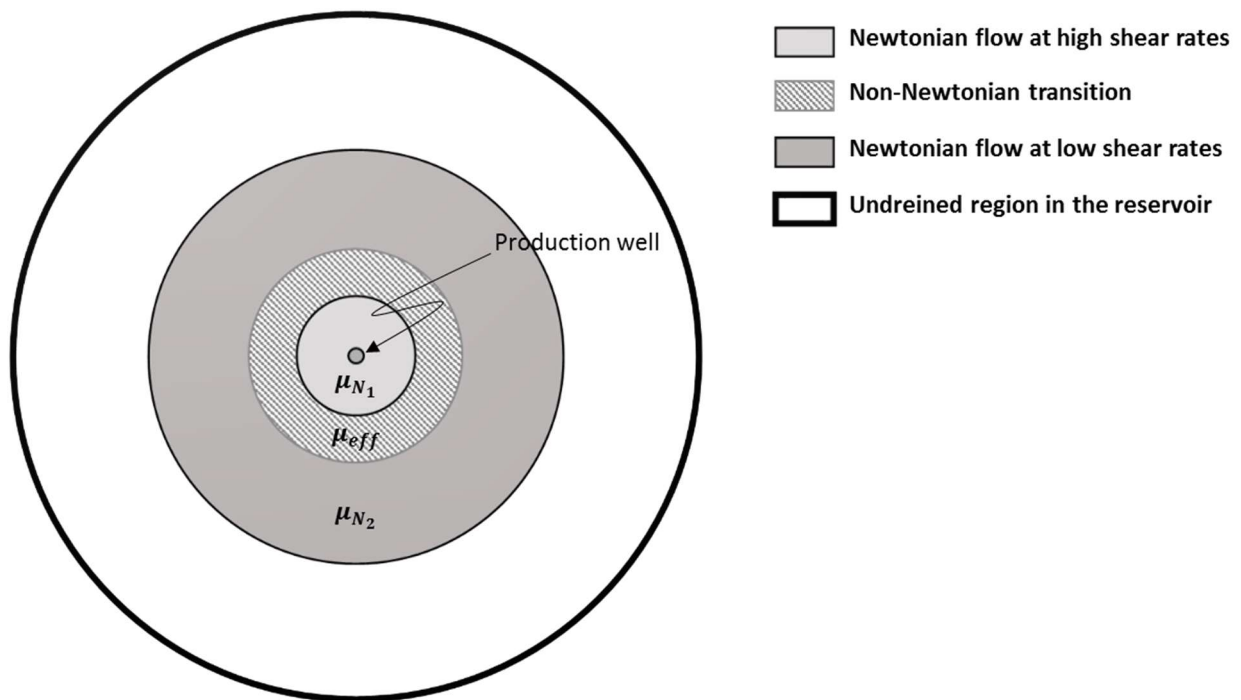 Newtonian flow at high shear rates
Non-Newtonian transition
Newtonian flow at low shear rates
Undreined region in the reservoir
Production well
μN1
μeff
μN2